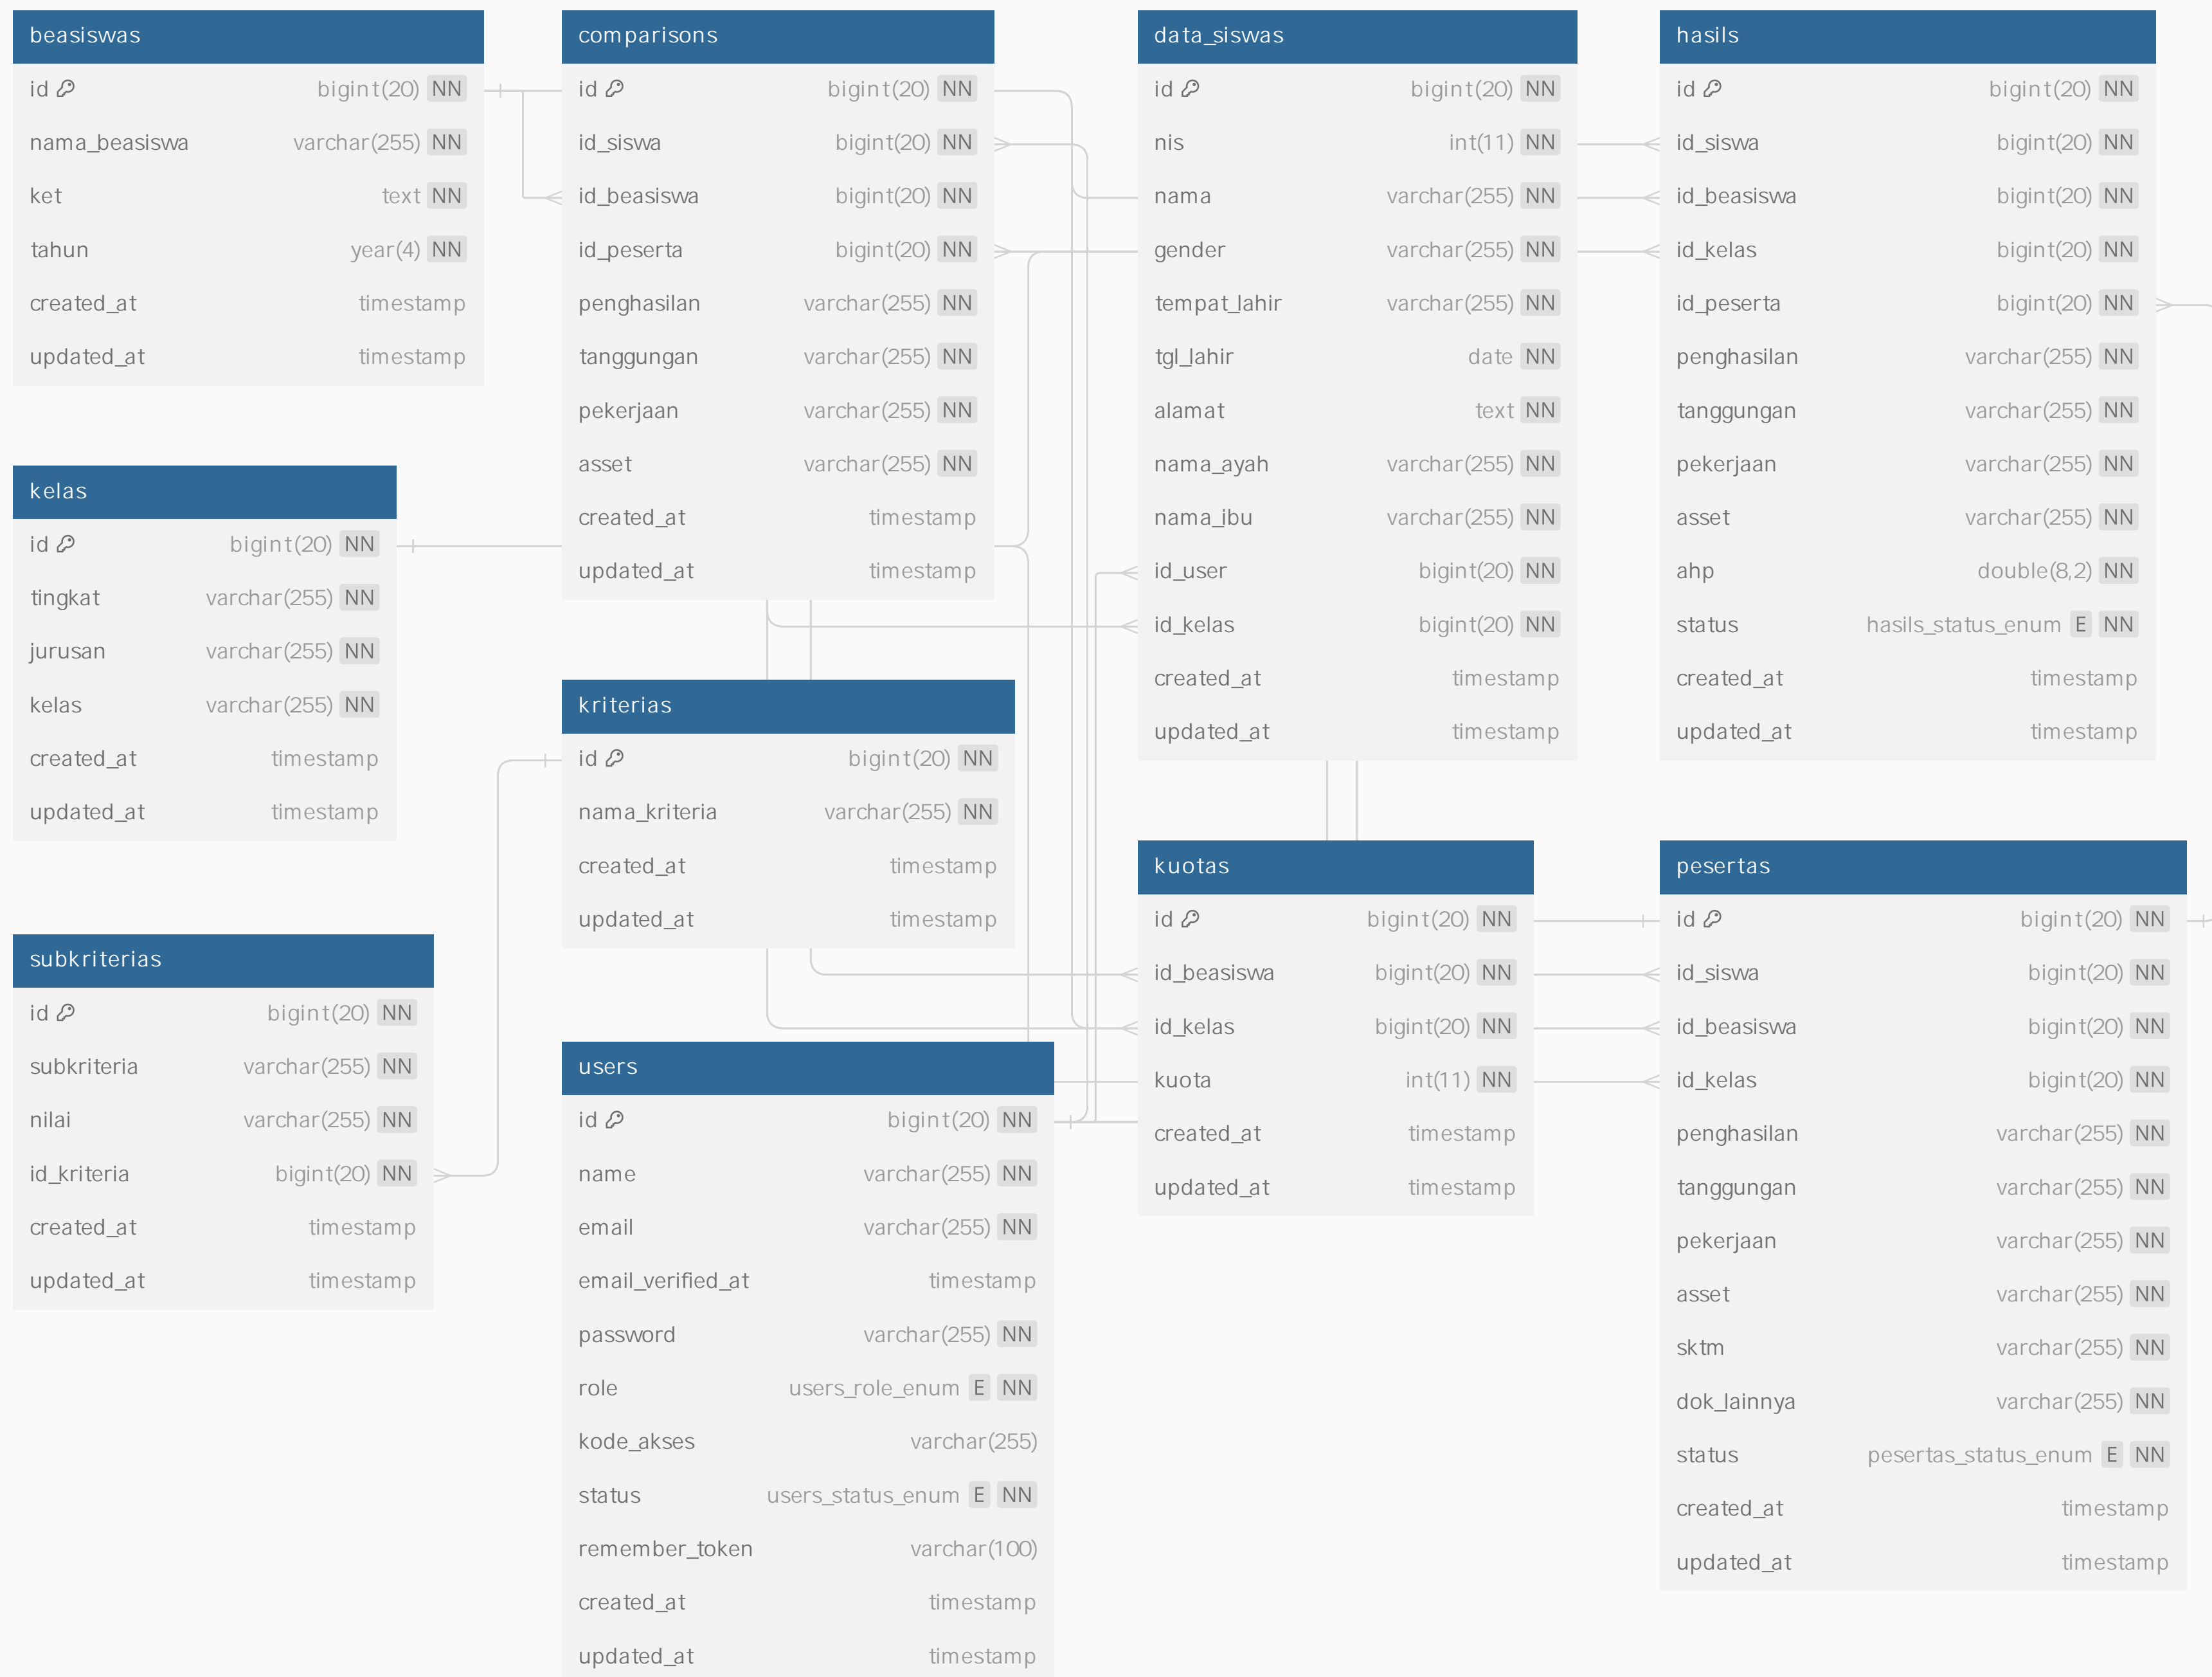 beasiswas
id bigint(20) NN
nama_beasiswa varchar(255) NN
ket text NN
tahun year(4) NN
created_at timestamp
updated_at timestamp
comparisons
id bigint(20) NN
id_siswa bigint(20) NN
id_beasiswa bigint(20) NN
id_peserta bigint(20) NN
penghasilan varchar(255) NN
tanggungan varchar(255) NN
pekerjaan varchar(255) NN
asset varchar(255) NN
created_at timestamp
updated_at timestamp
data_siswas
id bigint(20) NN
nis int(11) NN
nama varchar(255) NN
gender varchar(255) NN
tempat_lahir varchar(255) NN
tgl_lahir date NN
alamat text NN
nama_ayah varchar(255) NN
nama_ibu varchar(255) NN
id_user bigint(20) NN
id_kelas bigint(20) NN
created_at timestamp
updated_at timestamp
hasils
id bigint(20) NN
id_siswa bigint(20) NN
id_beasiswa bigint(20) NN
id_kelas bigint(20) NN
id_peserta bigint(20) NN
penghasilan varchar(255) NN
tanggungan varchar(255) NN
pekerjaan varchar(255) NN
asset varchar(255) NN
ahp double(8,2) NN
status hasils_status_enum E NN
created_at timestamp
updated_at timestamp
kelas
id bigint(20) NN
tingkat varchar(255) NN
jurusan varchar(255) NN
kelas varchar(255) NN
created_at timestamp
updated_at timestamp
kriterias
id bigint(20) NN
nama_kriteria varchar(255) NN
created_at timestamp
updated_at timestamp
kuotas
id bigint(20) NN
id_beasiswa bigint(20) NN
id_kelas bigint(20) NN
kuota int(11) NN
created_at timestamp
updated_at timestamp
pesertas
id bigint(20) NN
id_siswa bigint(20) NN
id_beasiswa bigint(20) NN
id_kelas bigint(20) NN
penghasilan varchar(255) NN
tanggungan varchar(255) NN
pekerjaan varchar(255) NN
asset varchar(255) NN
sktm varchar(255) NN
dok_lainnya varchar(255) NN
status pesertas_status_enum E NN
created_at timestamp
updated_at timestamp
subkriterias
id bigint(20) NN
subkriteria varchar(255) NN
nilai varchar(255) NN
id_kriteria bigint(20) NN
created_at timestamp
updated_at timestamp
users
id bigint(20) NN
name varchar(255) NN
email varchar(255) NN
email_verified_at timestamp
password varchar(255) NN
role users_role_enum E NN
kode_akses varchar(255)
status users_status_enum E NN
remember_token varchar(100)
created_at timestamp
updated_at timestamp